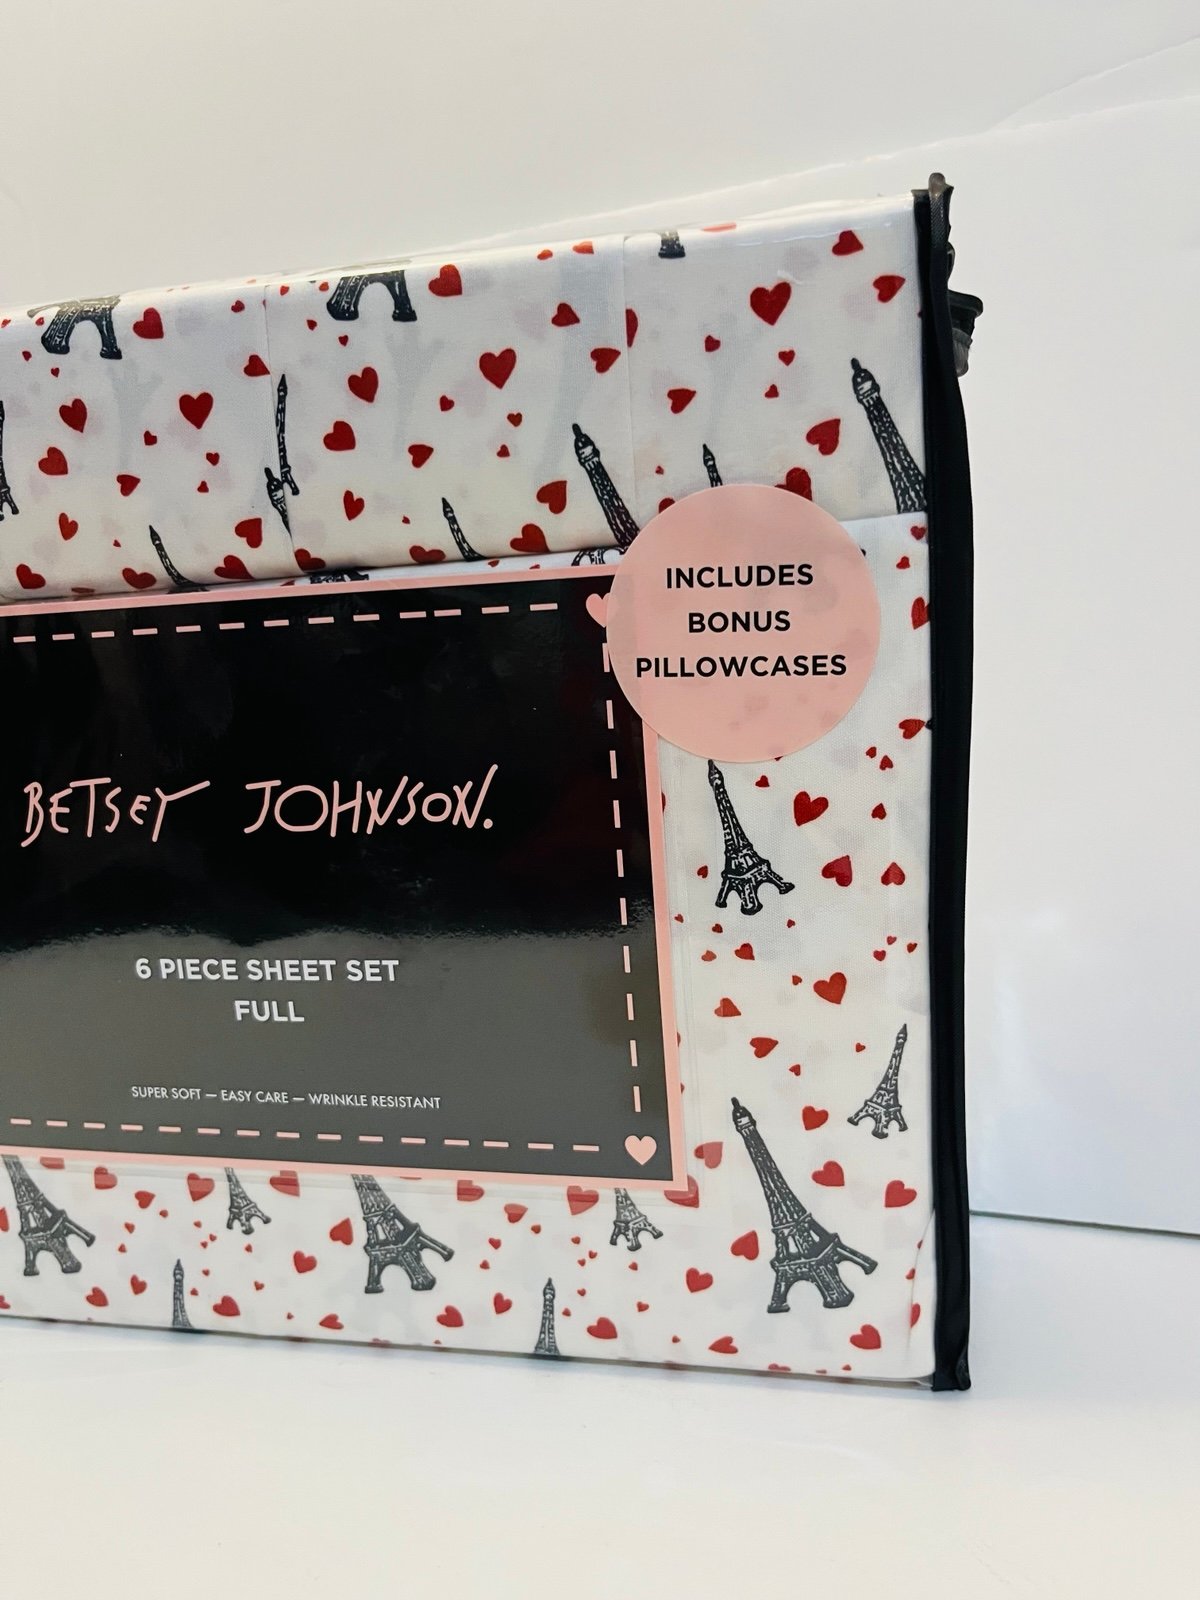 INCLUDES
BONUS
PILLOWCASES
BETSEY JOHNSON.
6 PIECE SHEET SET
FULL
SUPER SOFT — EASY CARE — WRINKLE RESISTANT